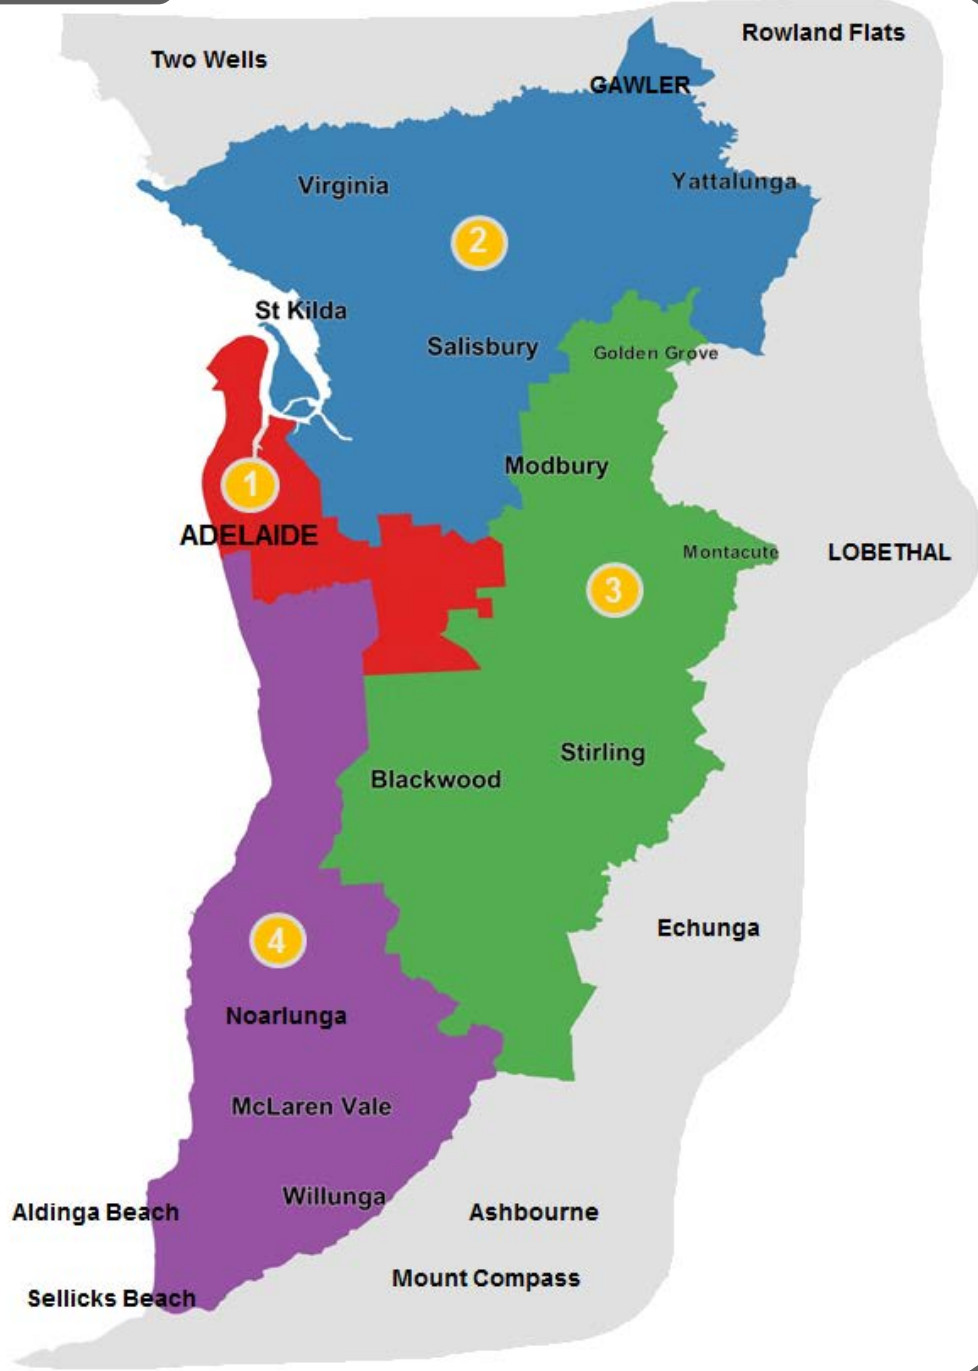 Rowland Flats
Two Wells
GAWLER
Yattalunga
Virginia
2
St Kilda
Salisbury
Golden Grove
Modbury
1
ADELAIDE
Montacute
LOBETHAL
3
Stirling
Blackwood
Echunga
4
Noarlunga
McLaren Vale
Willunga
Aldinga Beach
Ashbourne
Mount Compass
Sellicks Beach